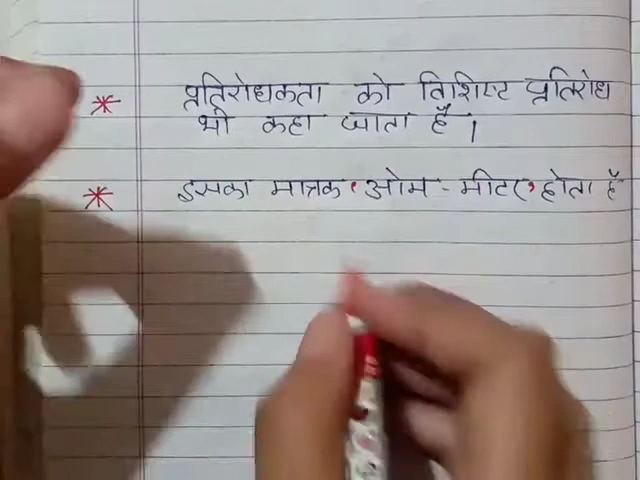 * प्रतिरोधकता को विशिष्ट प्रतिरोध
भी कहा जाता है ।
* इसका मात्रक 'ओम - मीटर' होता है